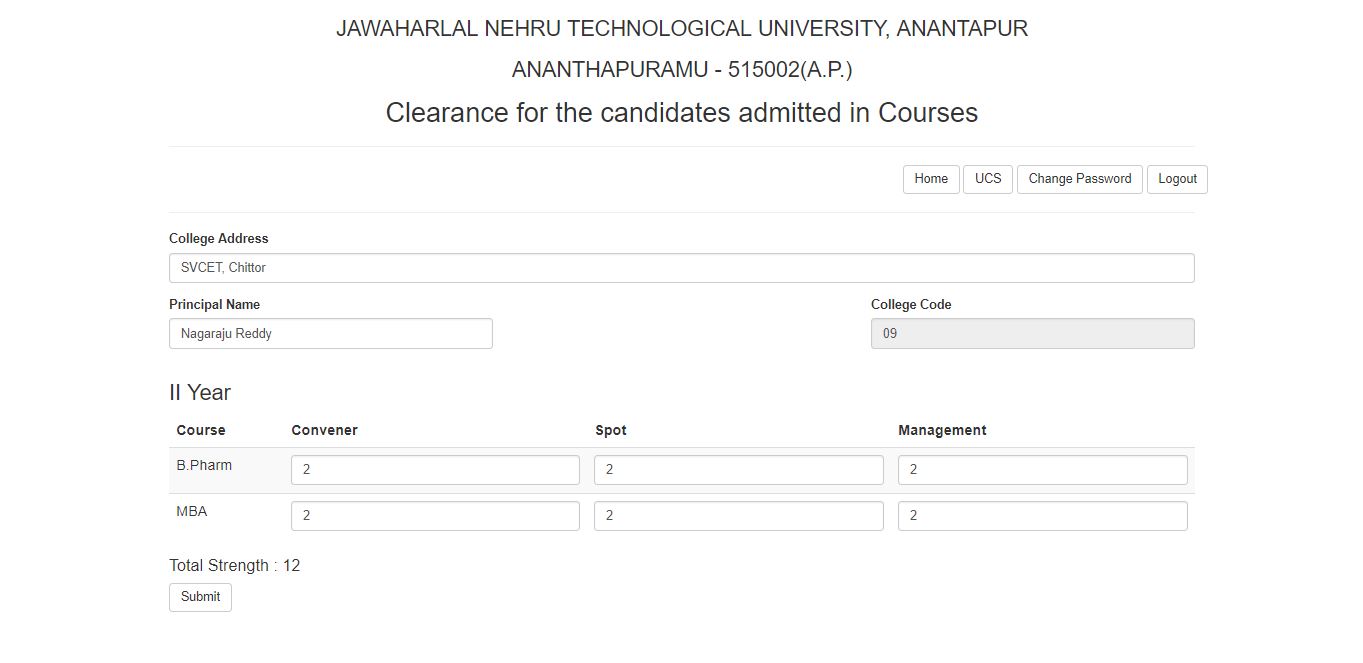 JAWAHARLAL NEHRU TECHNOLOGICAL UNIVERSITY, ANANTAPUR
ANANTHAPURAMU - 515002(A.P.)
Clearance for the candidates admitted in Courses
Home UCS Change Password Logout
College Address
SVCET, Chittor
Principal Name College Code
Nagaraju Reddy 09
II Year
Course Convener Spot Management
B.Pharm 2 2 2
MBA 2 2 2
Total Strength : 12
Submit